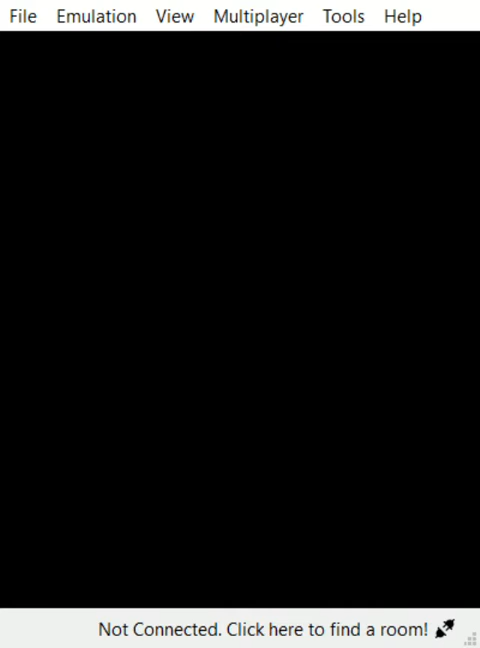 File Emulation View Multiplayer Tools Help
Not Connected. Click here to find a room!